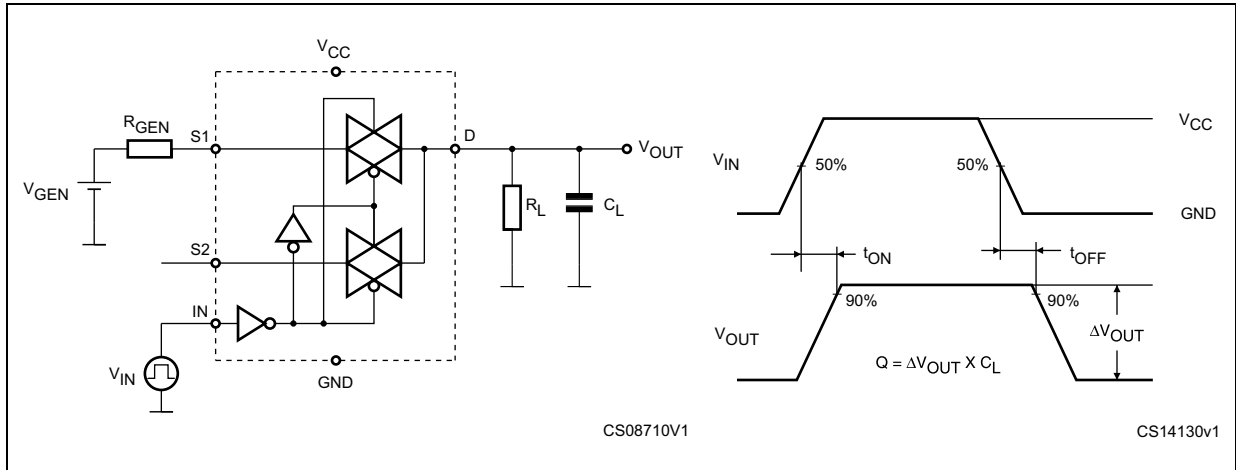 VCC
RGEN
S1
D
VOUT
VGEN
RL
CL
S2
IN
VIN
GND
CS08710V1
VCC
VIN
50%
50%
GND
tON
tOFF
90%
90%
VOUT
ΔVOUT
Q = ΔVOUT X CL
CS14130v1